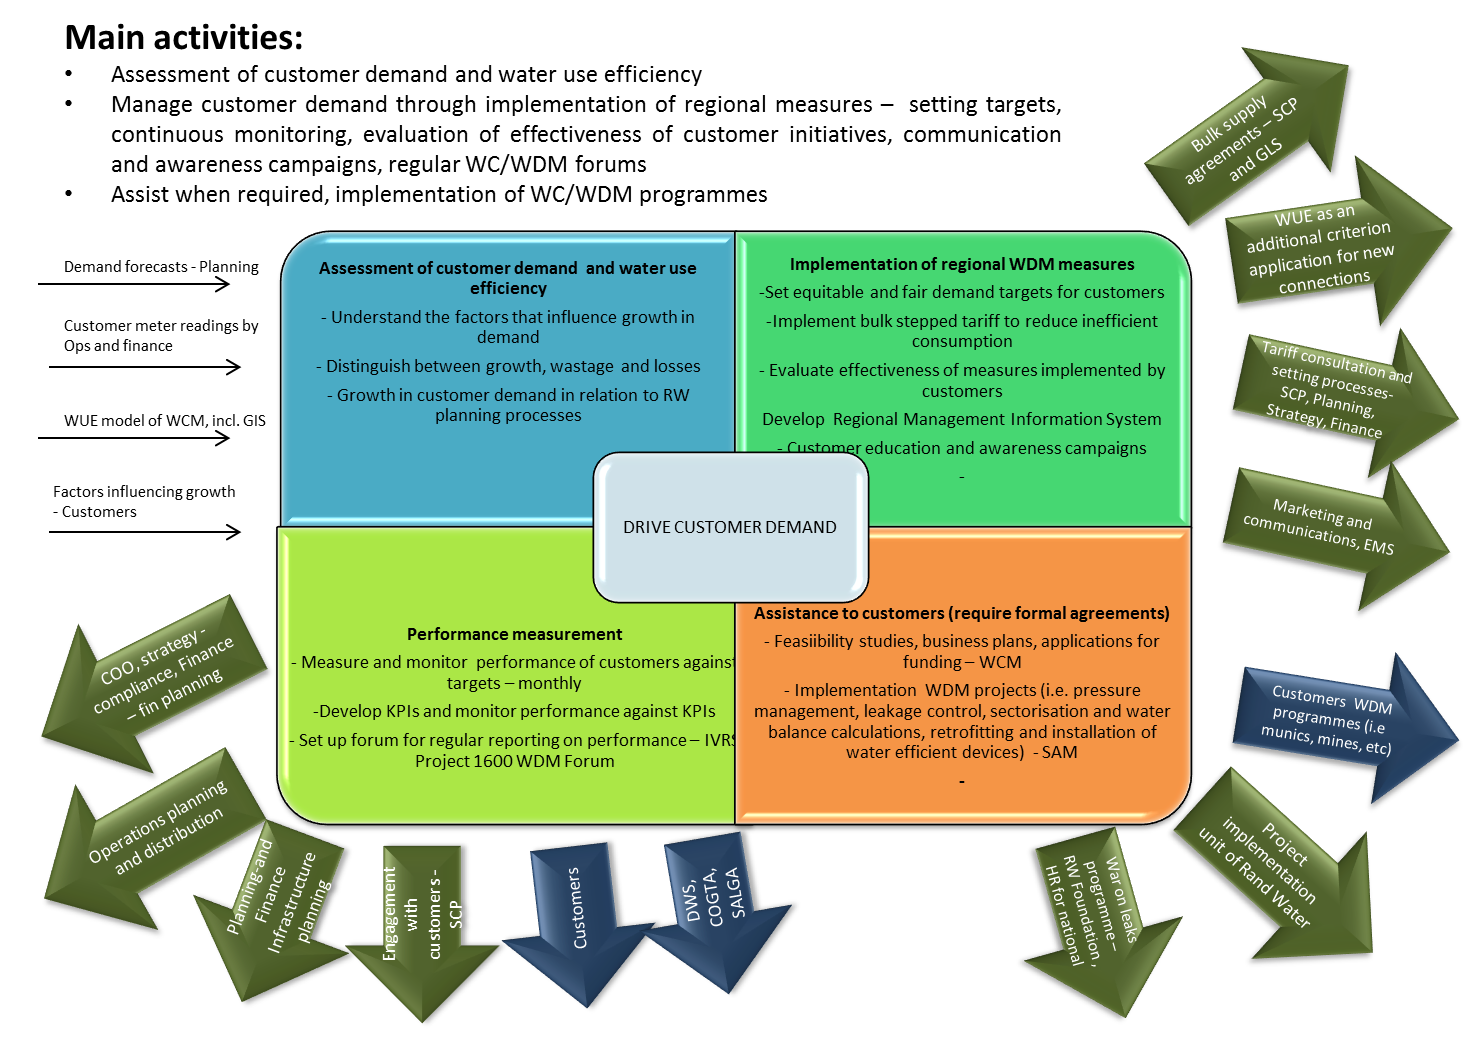 Main activities:
• Assessment of customer demand and water use efficiency
• Manage customer demand through implementation of regional measures – setting targets,
continuous monitoring, evaluation of effectiveness of customer initiatives, communication
and awareness campaigns, regular WC/WDM forums
• Assist when required, implementation of WC/WDM programmes
Demand forecasts - Planning
Customer meter readings by
Ops and finance
WUE model of WCM, incl. GIS
Factors influencing growth
- Customers
Assessment of customer demand and water use
efficiency
- Understand the factors that influence growth in
demand
- Distinguish between growth, wastage and losses
- Growth in customer demand in relation to RW
planning processes
Implementation of regional WDM measures
-Set equitable and fair demand targets for customers
-Implement bulk stepped tariff to reduce inefficient
consumption
- Evaluate effectiveness of measures implemented by
customers
Develop Regional Management Information System
- Customer education and awareness campaigns
-
DRIVE CUSTOMER DEMAND
Performance measurement
- Measure and monitor performance of customers against
targets – monthly
-Develop KPIs and monitor performance against KPIs
- Set up forum for regular reporting on performance – IVRS
Project 1600 WDM Forum
Assistance to customers (require formal agreements)
- Feasiibility studies, business plans, applications for
funding – WCM
- Implementation WDM projects (i.e. pressure
management, leakage control, sectorisation and water
balance calculations, retrofitting and installation of
water efficient devices) - SAM
-
Bulk supply
agreements – SCP
and GLS
WUE as an
additional criterion
application for new
connections
Tariff consultation and
setting processes-
SCP, Planning,
Strategy, Finance
Marketing and
communications, EMS
Customers WDM
programmes (i.e
munics, mines, etc)
Project
implementation
unit of Rand Water
War on leaks
programme –
RW Foundation ,
HR for national
DWS,
COGTA,
SALGA
Customers
Engagement
with
customers -
SCP
Planning-and
Finance
Infrastructure
planning
Operations planning
and distribution
COO, strategy -
compliance, Finance
– fin planning